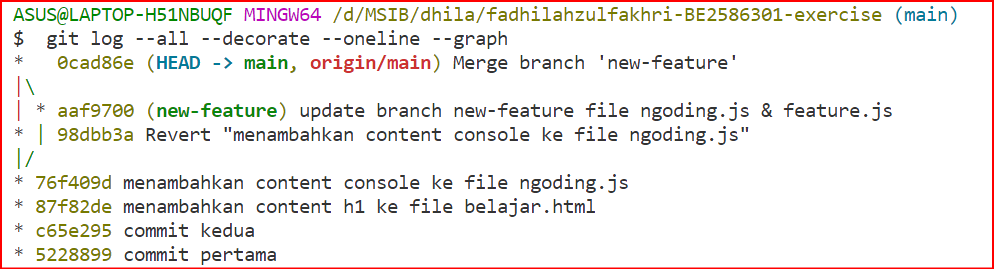 ASUS@LAPTOP-H51NBUQF MINGW64 /d/MSIB/dhila/fadhilahzulfakhri-BE2586301-exercise (main)
$  git log --all --decorate --oneline --graph
*   0cad86e (HEAD -> main, origin/main) Merge branch 'new-feature'
|\
| * aaf9700 (new-feature) update branch new-feature file ngoding.js & feature.js
* | 98dbb3a Revert "menambahkan content console ke file ngoding.js"
|/
* 76f409d menambahkan content console ke file ngoding.js
* 87f82de menambahkan content h1 ke file belajar.html
* c65e295 commit kedua
* 5228899 commit pertama